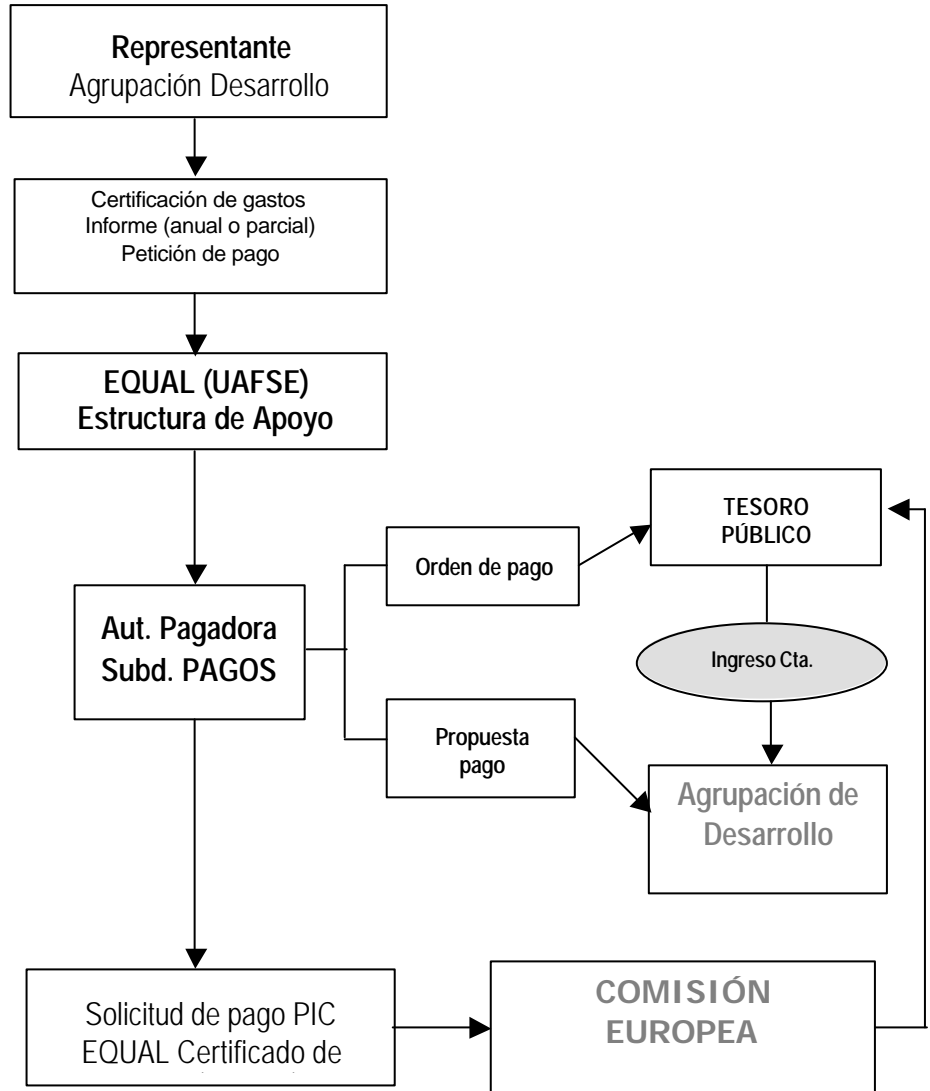 Representante
Agrupación Desarrollo
Certificación de gastos
Informe (anual o parcial)
Petición de pago
EQUAL (UAFSE)
Estructura de Apoyo
Aut. Pagadora
Subd. PAGOS
Orden de pago
TESORO
PÚBLICO
Ingreso Cta.
Propuesta
pago
Agrupación de
Desarrollo
Solicitud de pago PIC
EQUAL Certificado de
COMISIÓN
EUROPEA